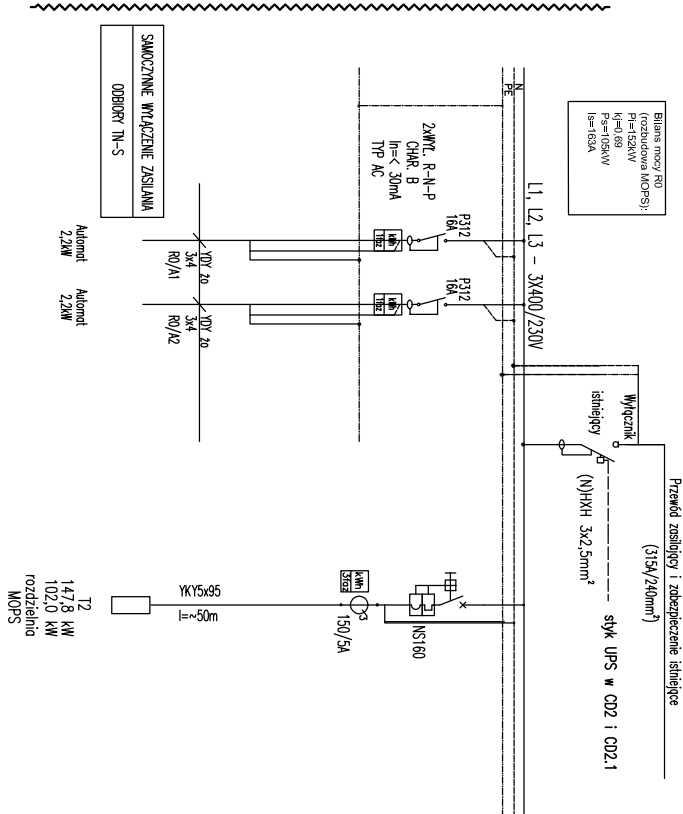 Bilans mocy R0
(rozbudowa MOPS):
Pi=152kW
kj=0,69
Ps=105kW
Is=163A
Przewód zasilający i zabezpieczenie istniejące
(315A/240mm²)
Wyłącznik
istniejący
styk UPS w CD2 i CD2.1
(N)HXH 3x2,5mm²
L1, L2, L3 - 3X400/230V
N
PE
P312
16A
P312
16A
2xWYŁ. R-N-P
CHAR. B
In=< 30mA
TYP AC
kWh
1faz
kWh
1faz
NS160
150/5A
3
kWh
3faz
YDY żo
3x4
R0/A1
YDY żo
3x4
R0/A2
YKY5x95
l=~50m
SAMOCZYNNE WYŁĄCZENIE ZASILANIA
ODBIORY TN-S
Automat
2,2kW
Automat
2,2kW
T2
147,8 kW
102,0 kW
rozdzielnia
MOPS